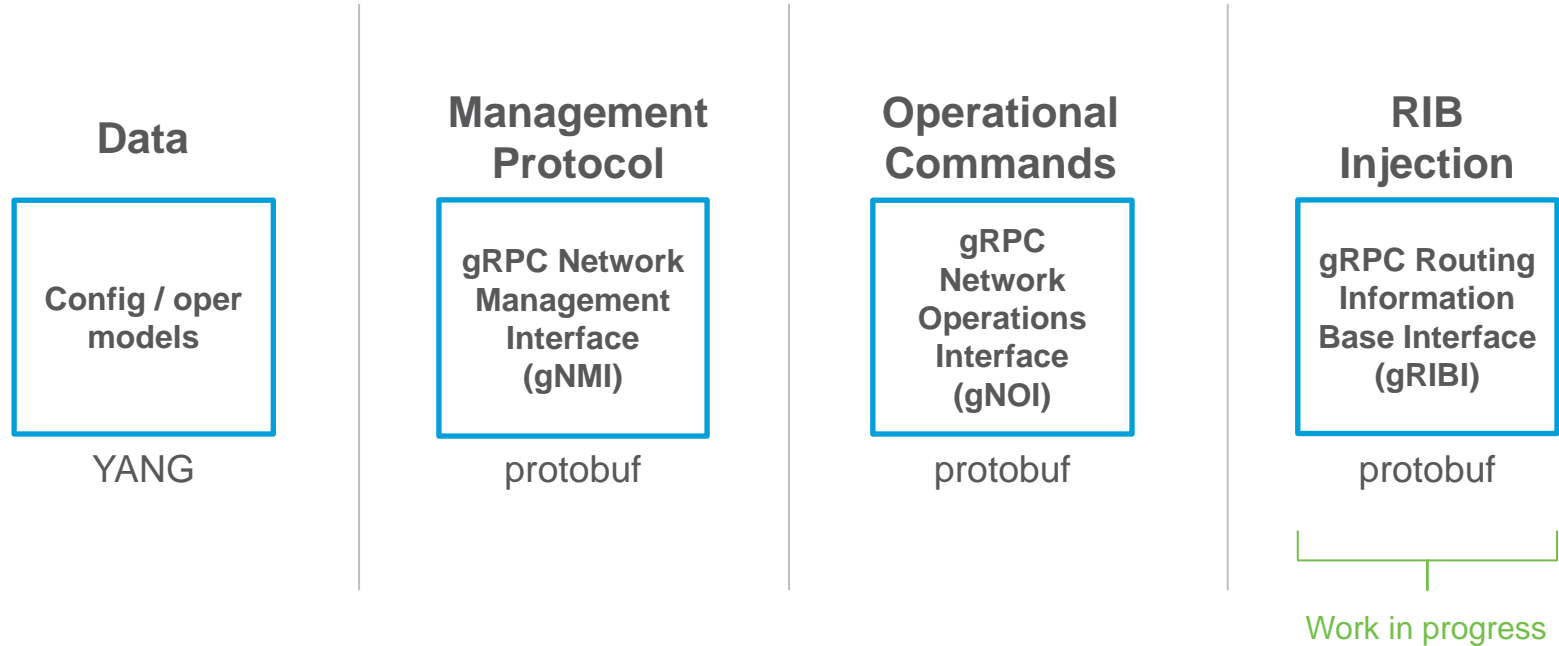 Data
Config / oper
models
YANG
Management
Protocol
gRPC Network
Management
Interface
(gNMI)
protobuf
Operational
Commands
gRPC
Network
Operations
Interface
(gNOI)
protobuf
RIB
Injection
gRPC Routing
Information
Base Interface
(gRIBI)
protobuf
Work in progress